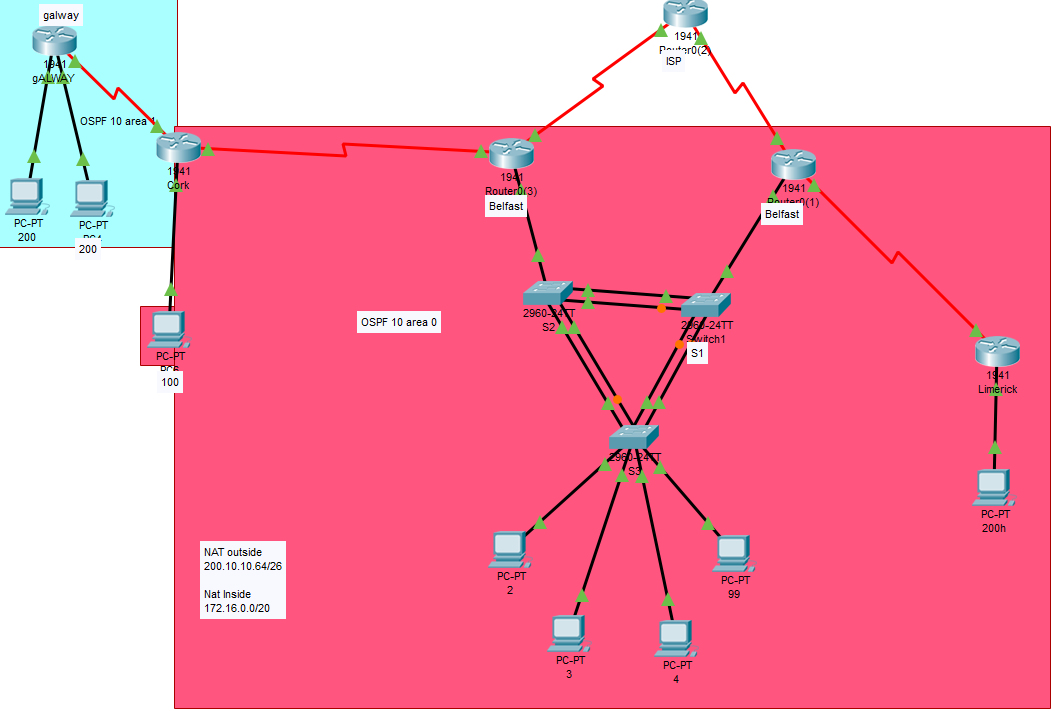 galway
1941
gALWAY
OSPF 10 area 1
PC-PT
200
PC-PT
200
1941
Cork
PC-PT
100
1941
Router0(2)
ISP
1941
Router0(3)
Belfast
1941
Router0(1)
Belfast
OSPF 10 area 0
2960-24TT
S2
2960-24TT
Switch1
S1
2960-24TT
S3
1941
Limerick
PC-PT
200h
NAT outside
200.10.10.64/26
Nat Inside
172.16.0.0/20
PC-PT
2
PC-PT
99
PC-PT
3
PC-PT
4